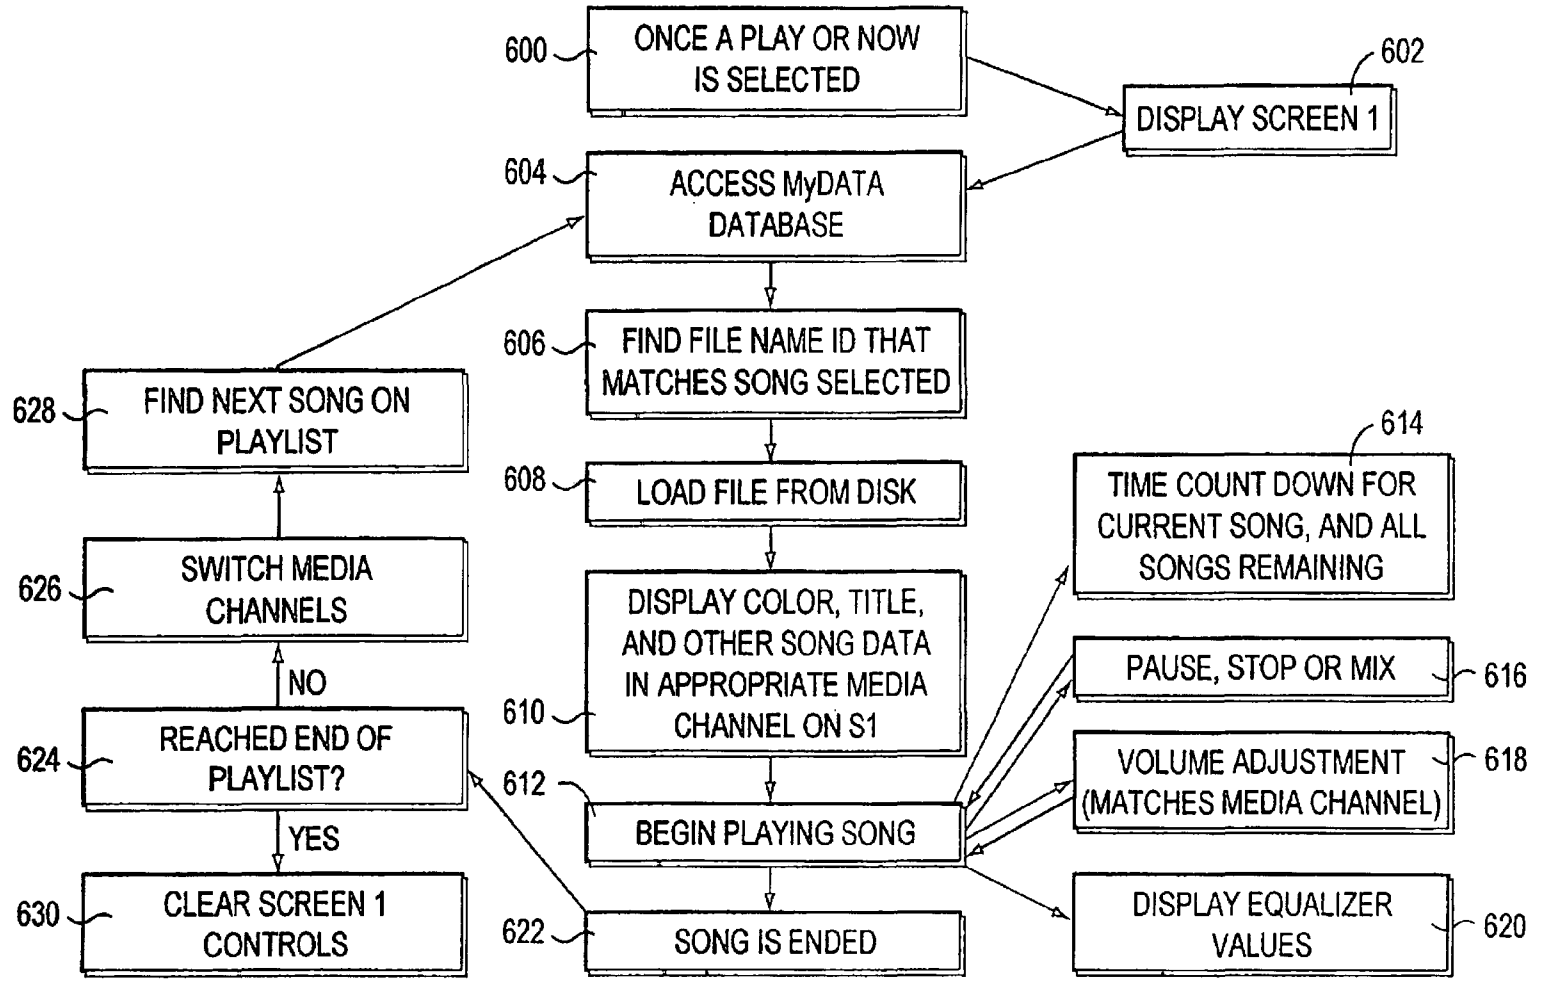 600
ONCE A PLAY OR NOW
IS SELECTED
602
DISPLAY SCREEN 1
604
ACCESS MyDATA
DATABASE
606
FIND FILE NAME ID THAT
MATCHES SONG SELECTED
608
LOAD FILE FROM DISK
610
DISPLAY COLOR, TITLE,
AND OTHER SONG DATA
IN APPROPRIATE MEDIA
CHANNEL ON S1
612
BEGIN PLAYING SONG
614
TIME COUNT DOWN FOR
CURRENT SONG, AND ALL
SONGS REMAINING
PAUSE, STOP OR MIX
616
VOLUME ADJUSTMENT
(MATCHES MEDIA CHANNEL)
618
DISPLAY EQUALIZER
VALUES
620
622
SONG IS ENDED
624
REACHED END OF
PLAYLIST?
NO
626
SWITCH MEDIA
CHANNELS
628
FIND NEXT SONG ON
PLAYLIST
YES
630
CLEAR SCREEN 1
CONTROLS